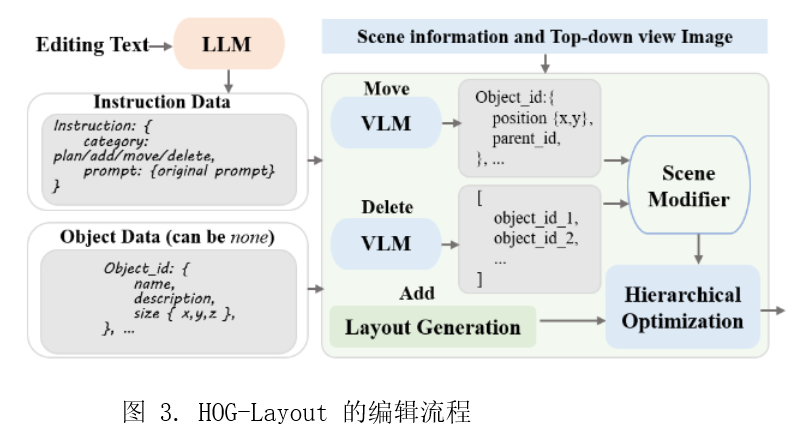 Editing Text
LLM
Scene information and Top-down view Image
Instruction Data
Instruction: {
category:
plan/add/move/delete,
prompt: {original prompt}
}
Object Data (can be none)
Object_id: {
name,
description,
size { x,y,z },
}, ...
Move
VLM
Object_id:{
position {x,y},
parent_id,
}, ...
Delete
VLM
[
object_id_1,
object_id_2,
...
]
Add
Layout Generation
Scene
Modifier
Hierarchical
Optimization
图 3. HOG-Layout 的编辑流程